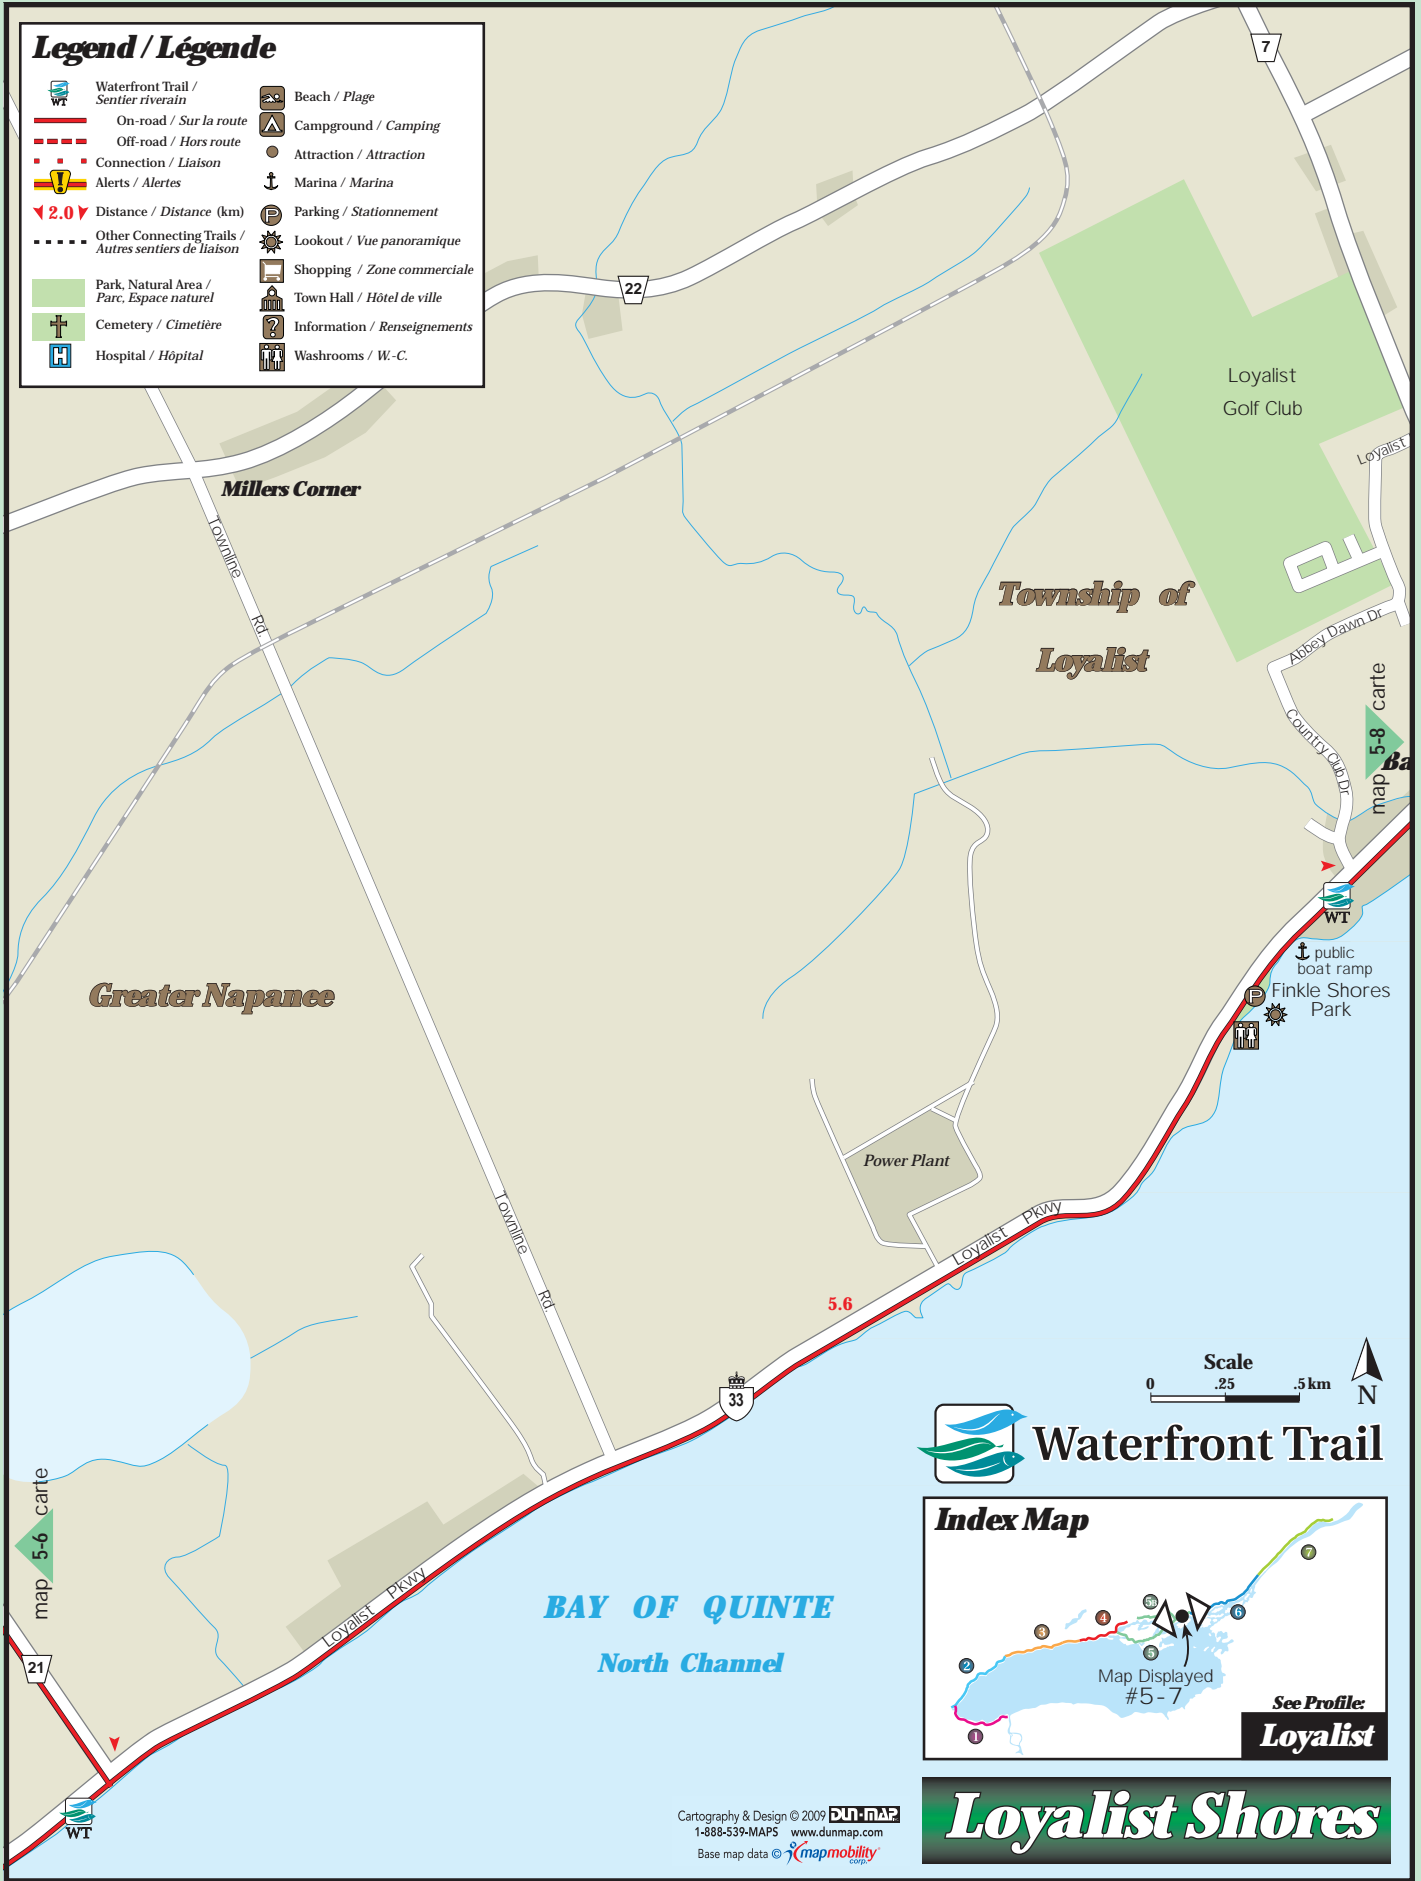 Legend / Légende
Waterfront Trail /
Sentier riverain
WT
On-road / Sur la route
Off-road / Hors route
Connection / Liaison
Alerts / Alertes
2.0 Distance / Distance (km)
Other Connecting Trails /
Autres sentiers de liaison
Park, Natural Area /
Parc, Espace naturel
Cemetery / Cimetière
H Hospital / Hôpital
Beach / Plage
Campground / Camping
Attraction / Attraction
Marina / Marina
P Parking / Stationnement
Lookout / Vue panoramique
Shopping / Zone commerciale
Town Hall / Hôtel de ville
? Information / Renseignements
Washrooms / W.-C.
7
22
Loyalist
Golf Club
Loyalist
Millers Corner
Townline
Rd.
Township of
Loyalist
Abbey Dawn Dr
Country Club Dr
map 5-8 carte
Ba
WT
public
boat ramp
P
Finkle Shores
Park
Greater Napanee
Power Plant
Townline
Rd.
Loyalist Pkwy
5.6
33
Scale
0 .25 .5 km
N
Waterfront Trail
map 5-6 carte
Loyalist Pkwy
21
WT
BAY OF QUINTE
North Channel
Index Map
7
5B
6
4
3
5
2
1
Map Displayed
#5-7
See Profile:
Loyalist
Loyalist Shores
Cartography & Design © 2009 DUN·MAP
1-888-539-MAPS www.dunmap.com
Base map data © mapmobility
corp.